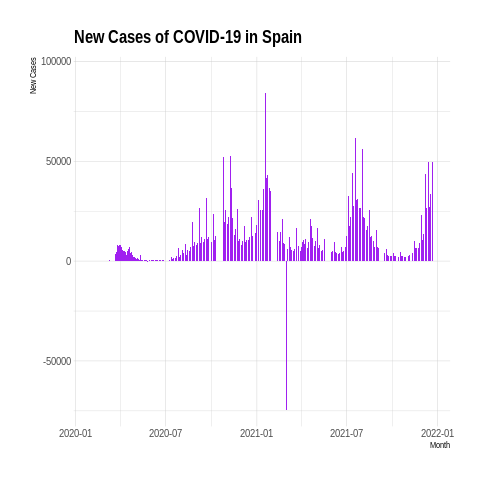 New Cases of COVID-19 in Spain
New Cases
100000
50000
0
-50000
2020-01 2020-07 2021-01 2021-07 2022-01
Month